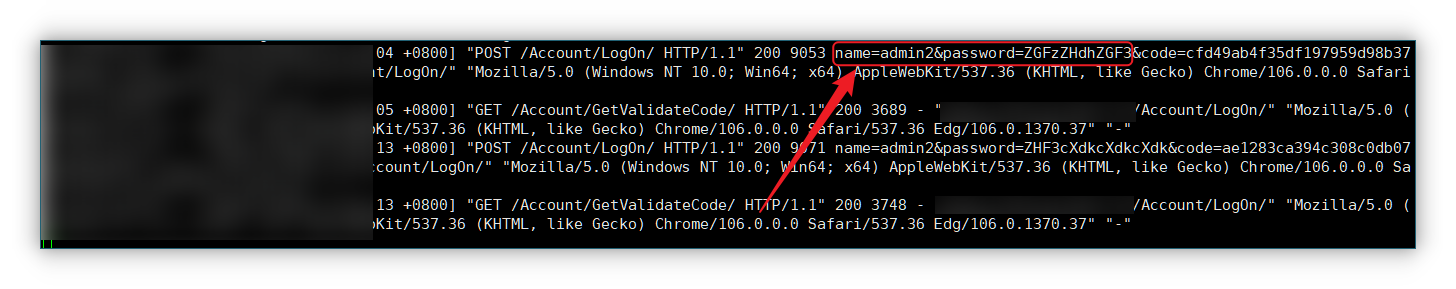 04 +0800] "POST /Account/LogOn/ HTTP/1.1" 200 9053 name=admin2&password=ZGFzZHdhZGF3&code=cfd49ab4f35df197959d98b37
nt/LogOn/" "Mozilla/5.0 (Windows NT 10.0; Win64; x64) AppleWebKit/537.36 (KHTML, like Gecko) Chrome/106.0.0.0 Safari
05 +0800] "GET /Account/GetValidateCode/ HTTP/1.1" 200 3689 - " /Account/LogOn/" "Mozilla/5.0 (
bKit/537.36 (KHTML, like Gecko) Chrome/106.0.0.0 Safari/537.36 Edg/106.0.1370.37" "-"
13 +0800] "POST /Account/LogOn/ HTTP/1.1" 200 9071 name=admin2&password=ZHF3cXdkcXdkcXdk&code=ae1283ca394c308c0db07
ccount/LogOn/" "Mozilla/5.0 (Windows NT 10.0; Win64; x64) AppleWebKit/537.36 (KHTML, like Gecko) Chrome/106.0.0.0 Sa
13 +0800] "GET /Account/GetValidateCode/ HTTP/1.1" 200 3748 - /Account/LogOn/" "Mozilla/5.0 (
bKit/537.36 (KHTML, like Gecko) Chrome/106.0.0.0 Safari/537.36 Edg/106.0.1370.37" "-"